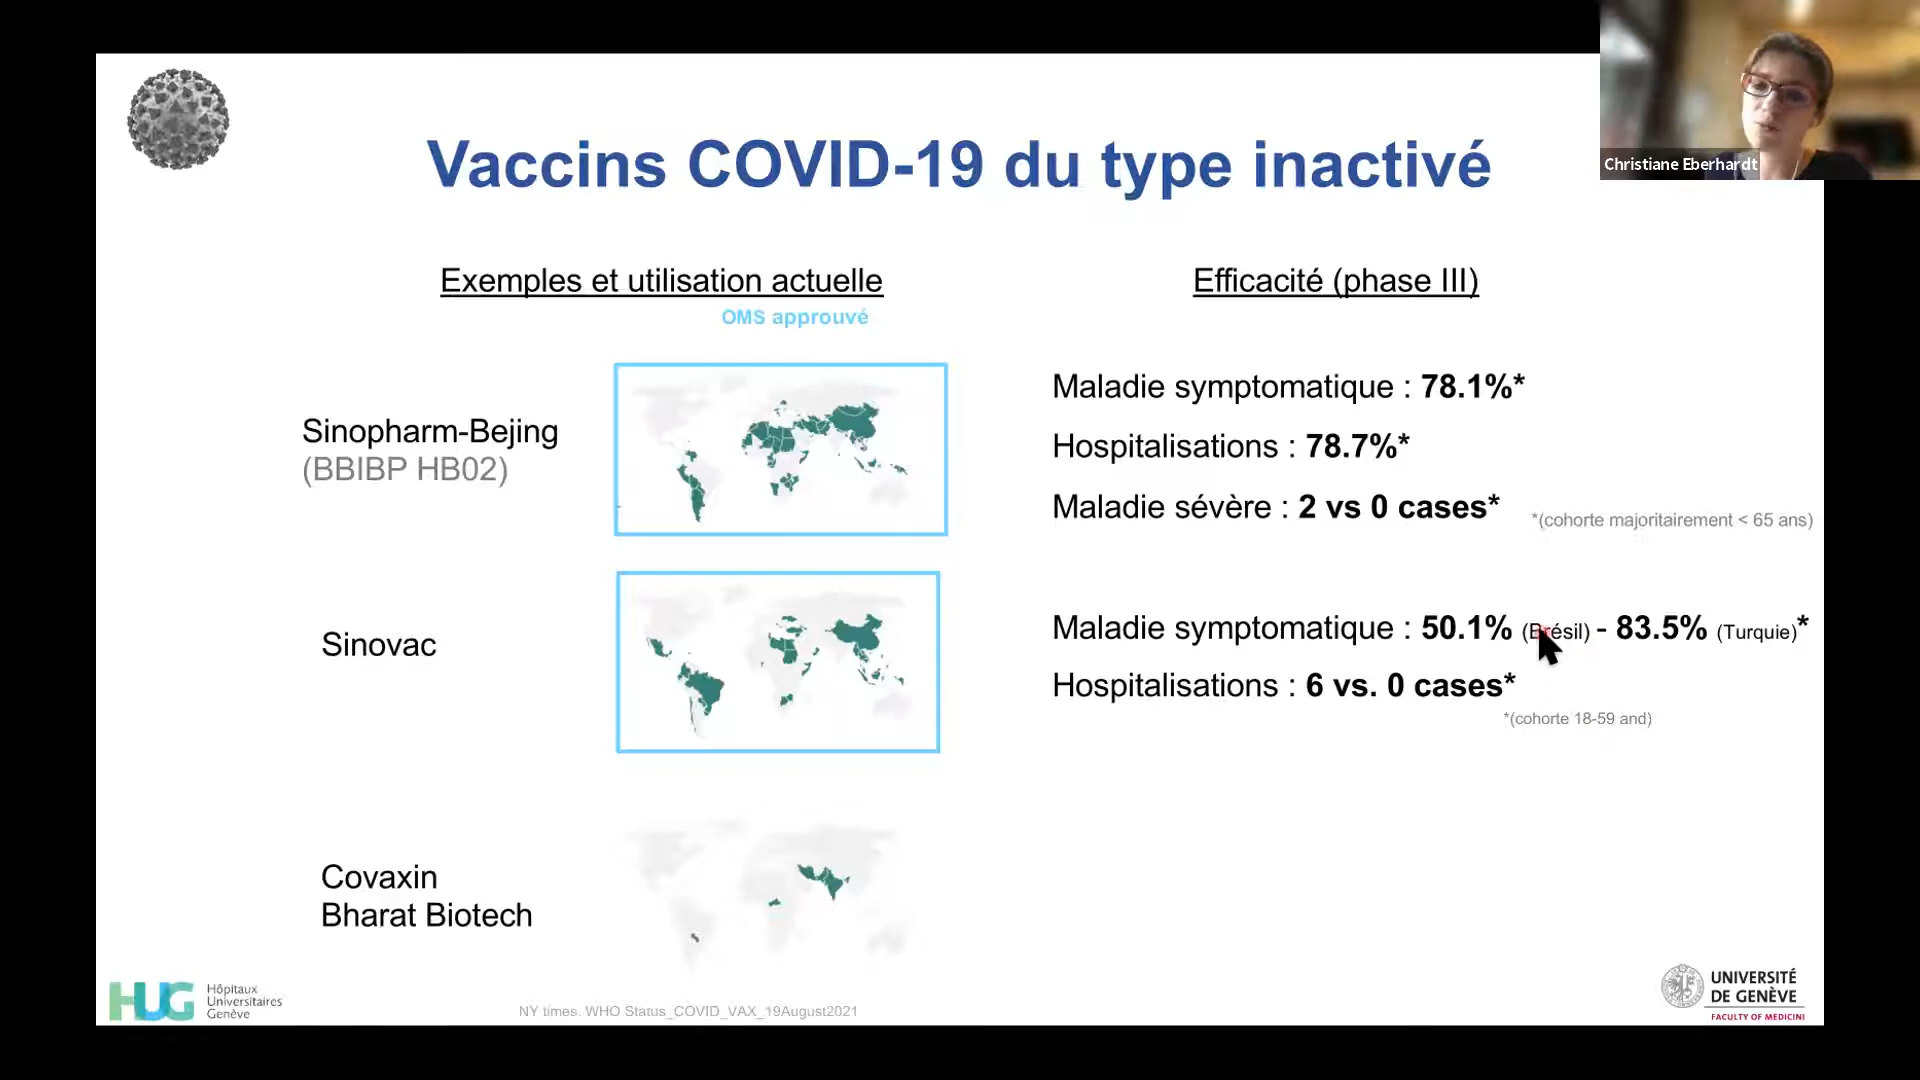 Christiane Eberhardt
Vaccins COVID-19 du type inactivé
Exemples et utilisation actuelle
OMS approuvé
Efficacité (phase III)
Sinopharm-Bejing
(BBIBP HB02)
Maladie symptomatique : 78.1%*
Hospitalisations : 78.7%*
Maladie sévère : 2 vs 0 cases*
*(cohorte majoritairement < 65 ans)
Sinovac
Maladie symptomatique : 50.1% (Brésil) - 83.5% (Turquie)*
Hospitalisations : 6 vs. 0 cases*
*(cohorte 18-59 and)
Covaxin
Bharat Biotech
HUG
Hôpitaux
Universitaires
Genève
NY times. WHO Status_COVID_VAX_19August2021
UNIVERSITÉ
DE GENÈVE
FACULTY OF MEDICINE